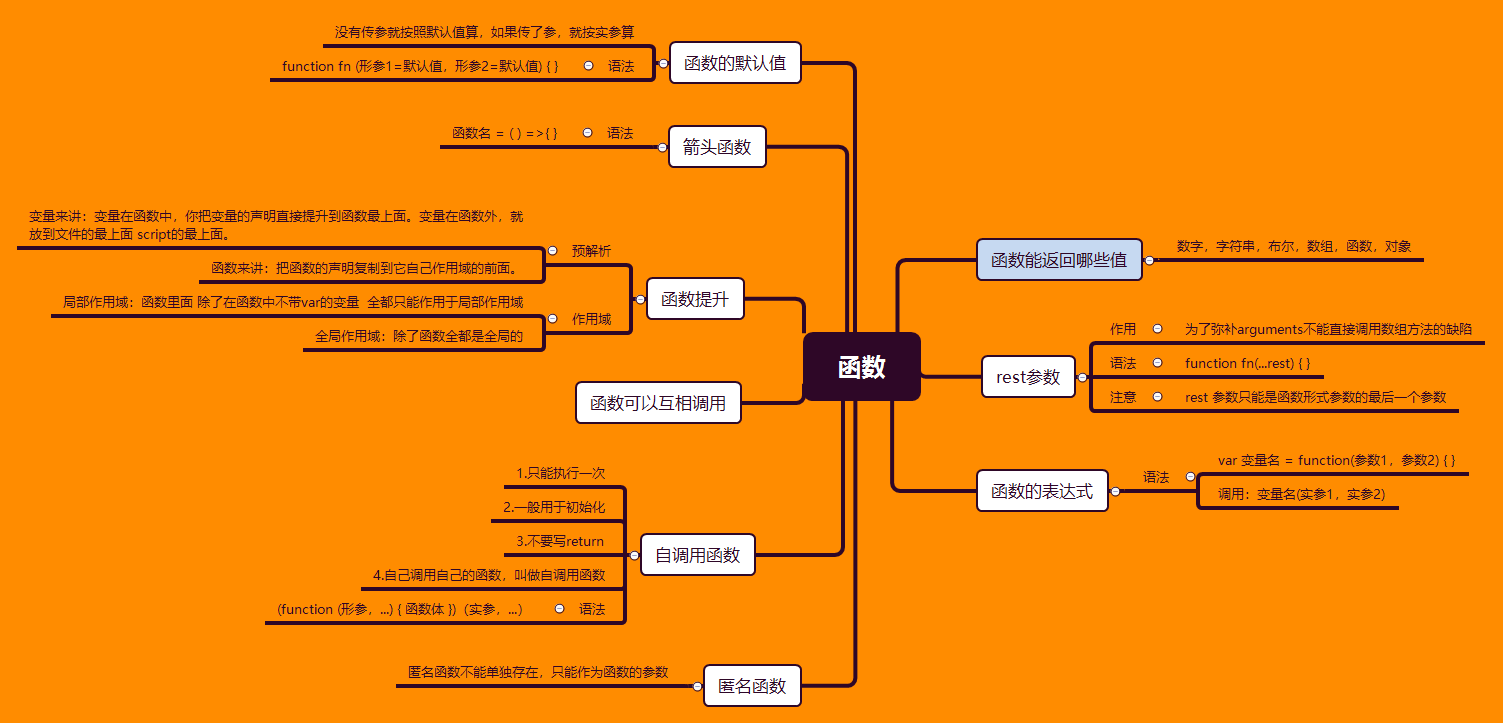 函数
函数的默认值
没有传参就按照默认值算，如果传了参，就按实参算
语法
function fn (形参1=默认值，形参2=默认值) { }
箭头函数
语法
函数名 = ( ) =>{ }
函数提升
预解析
变量来讲：变量在函数中，你把变量的声明直接提升到函数最上面。变量在函数外，就
放到文件的最上面 script的最上面。
函数来讲：把函数的声明复制到它自己作用域的前面。
作用域
局部作用域：函数里面 除了在函数中不带var的变量 全都只能作用于局部作用域
全局作用域：除了函数全都是全局的
函数可以互相调用
自调用函数
1.只能执行一次
2.一般用于初始化
3.不要写return
4.自己调用自己的函数，叫做自调用函数
语法
(function (形参，...) { 函数体 })（实参，...）
匿名函数
匿名函数不能单独存在，只能作为函数的参数
函数能返回哪些值
数字，字符串，布尔，数组，函数，对象
rest参数
作用
为了弥补arguments不能直接调用数组方法的缺陷
语法
function fn(...rest) { }
注意
rest 参数只能是函数形式参数的最后一个参数
函数的表达式
语法
var 变量名 = function(参数1，参数2) { }
调用：变量名(实参1，实参2)